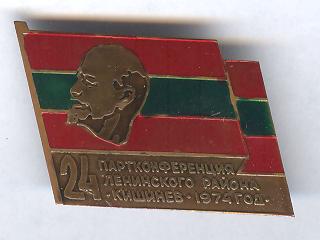 24 ПАРТКОНФЕРЕНЦИЯ
ЛЕНИНСКОГО РАЙОНА
·КИШИНЕВ·1974 ГОД·